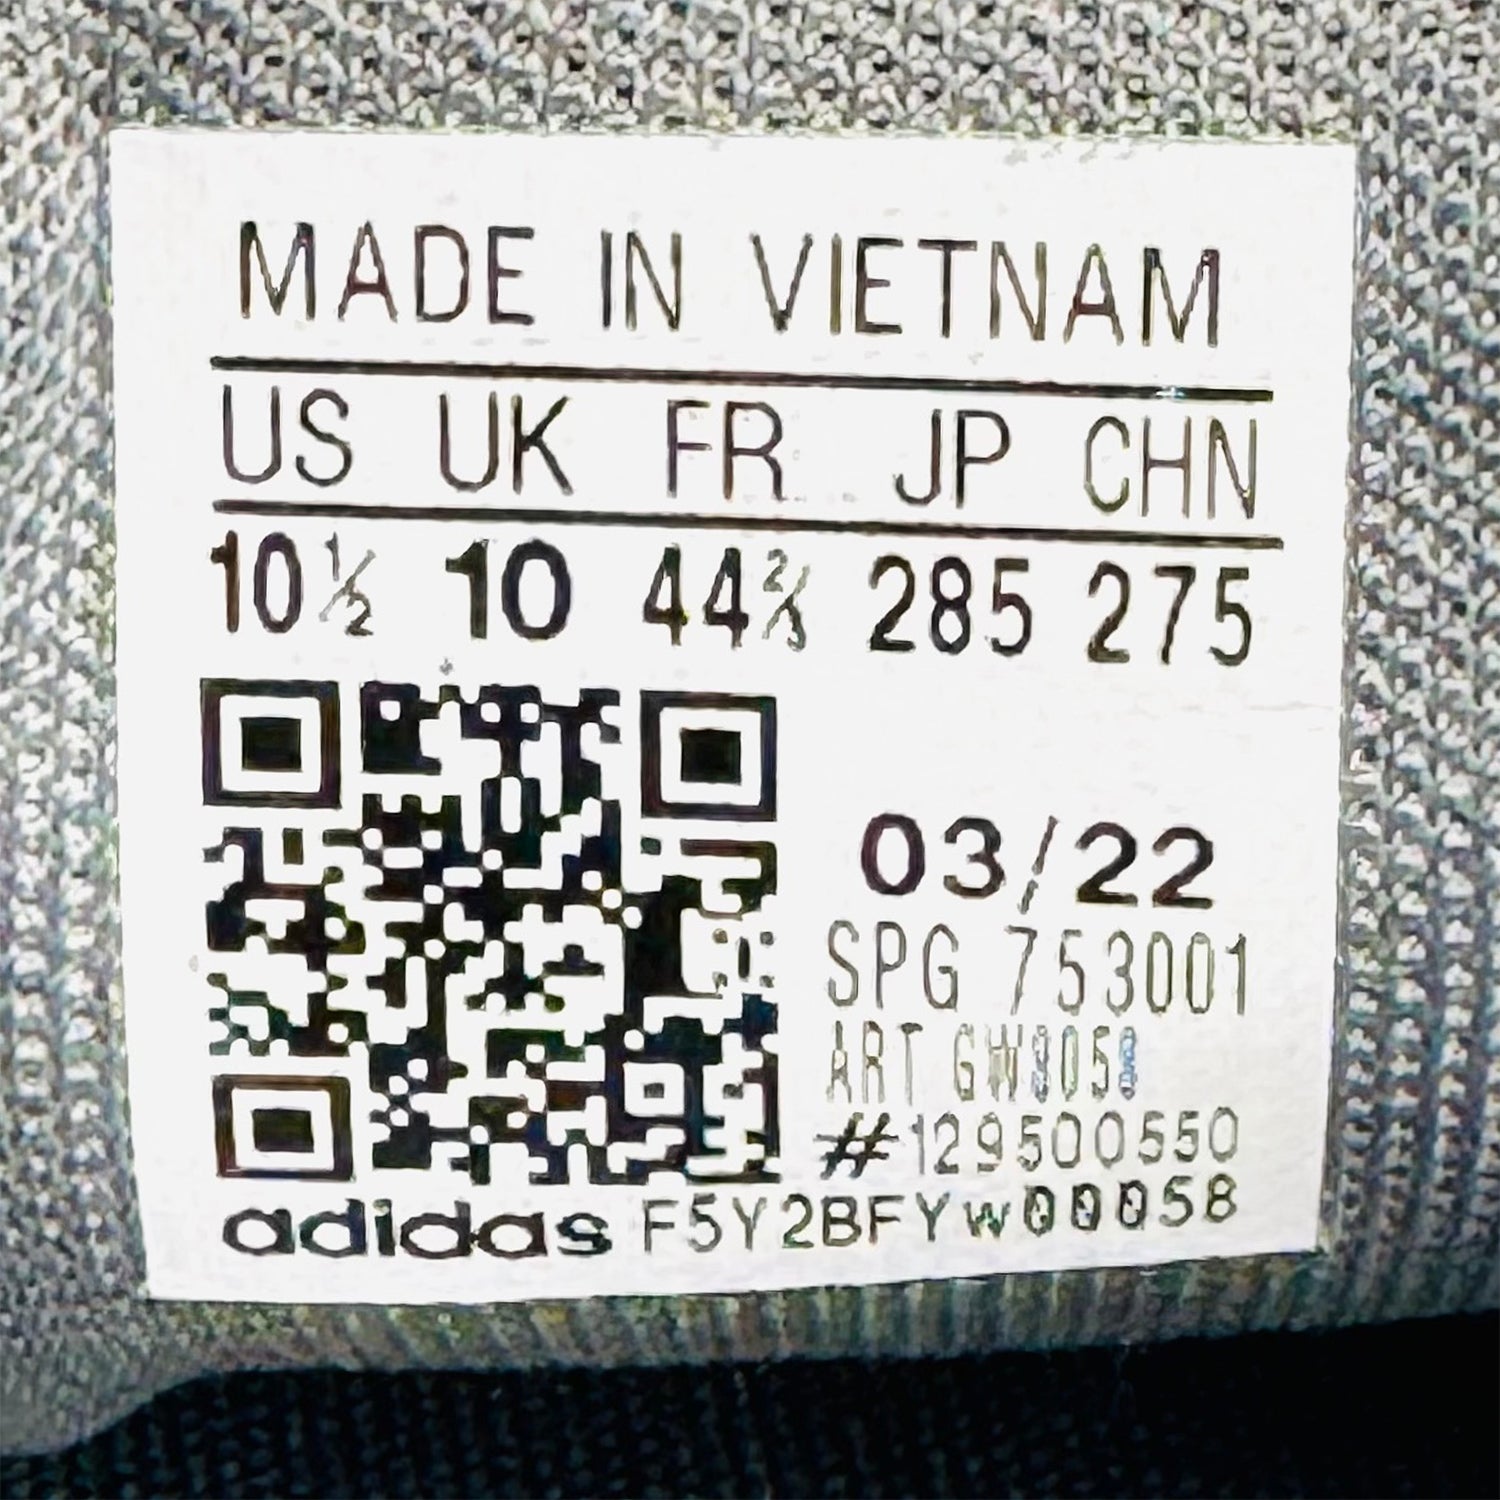 MADE IN VIETNAM
US UK FR JP CHN
10½ 10 44⅔ 285 275
03/22
SPG 753001
ART
#129500550
adidas F5Y2BFYW00058